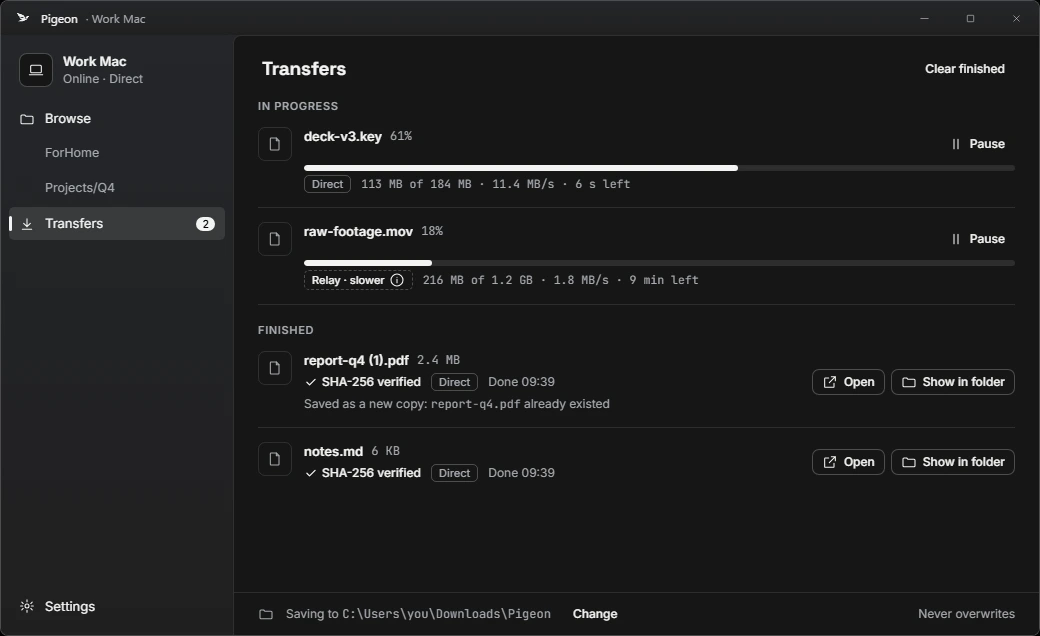 Pigeon · Work Mac
Work Mac
Online · Direct
Browse
ForHome
Projects/Q4
Transfers 2
Settings
Transfers
Clear finished
IN PROGRESS
deck-v3.key 61%
Pause
Direct 113 MB of 184 MB · 11.4 MB/s · 6 s left
raw-footage.mov 18%
Pause
Relay · slower 216 MB of 1.2 GB · 1.8 MB/s · 9 min left
FINISHED
report-q4 (1).pdf 2.4 MB
SHA-256 verified Direct Done 09:39
Open Show in folder
Saved as a new copy: report-q4.pdf already existed
notes.md 6 KB
SHA-256 verified Direct Done 09:39
Open Show in folder
Saving to C:\Users\you\Downloads\Pigeon Change
Never overwrites